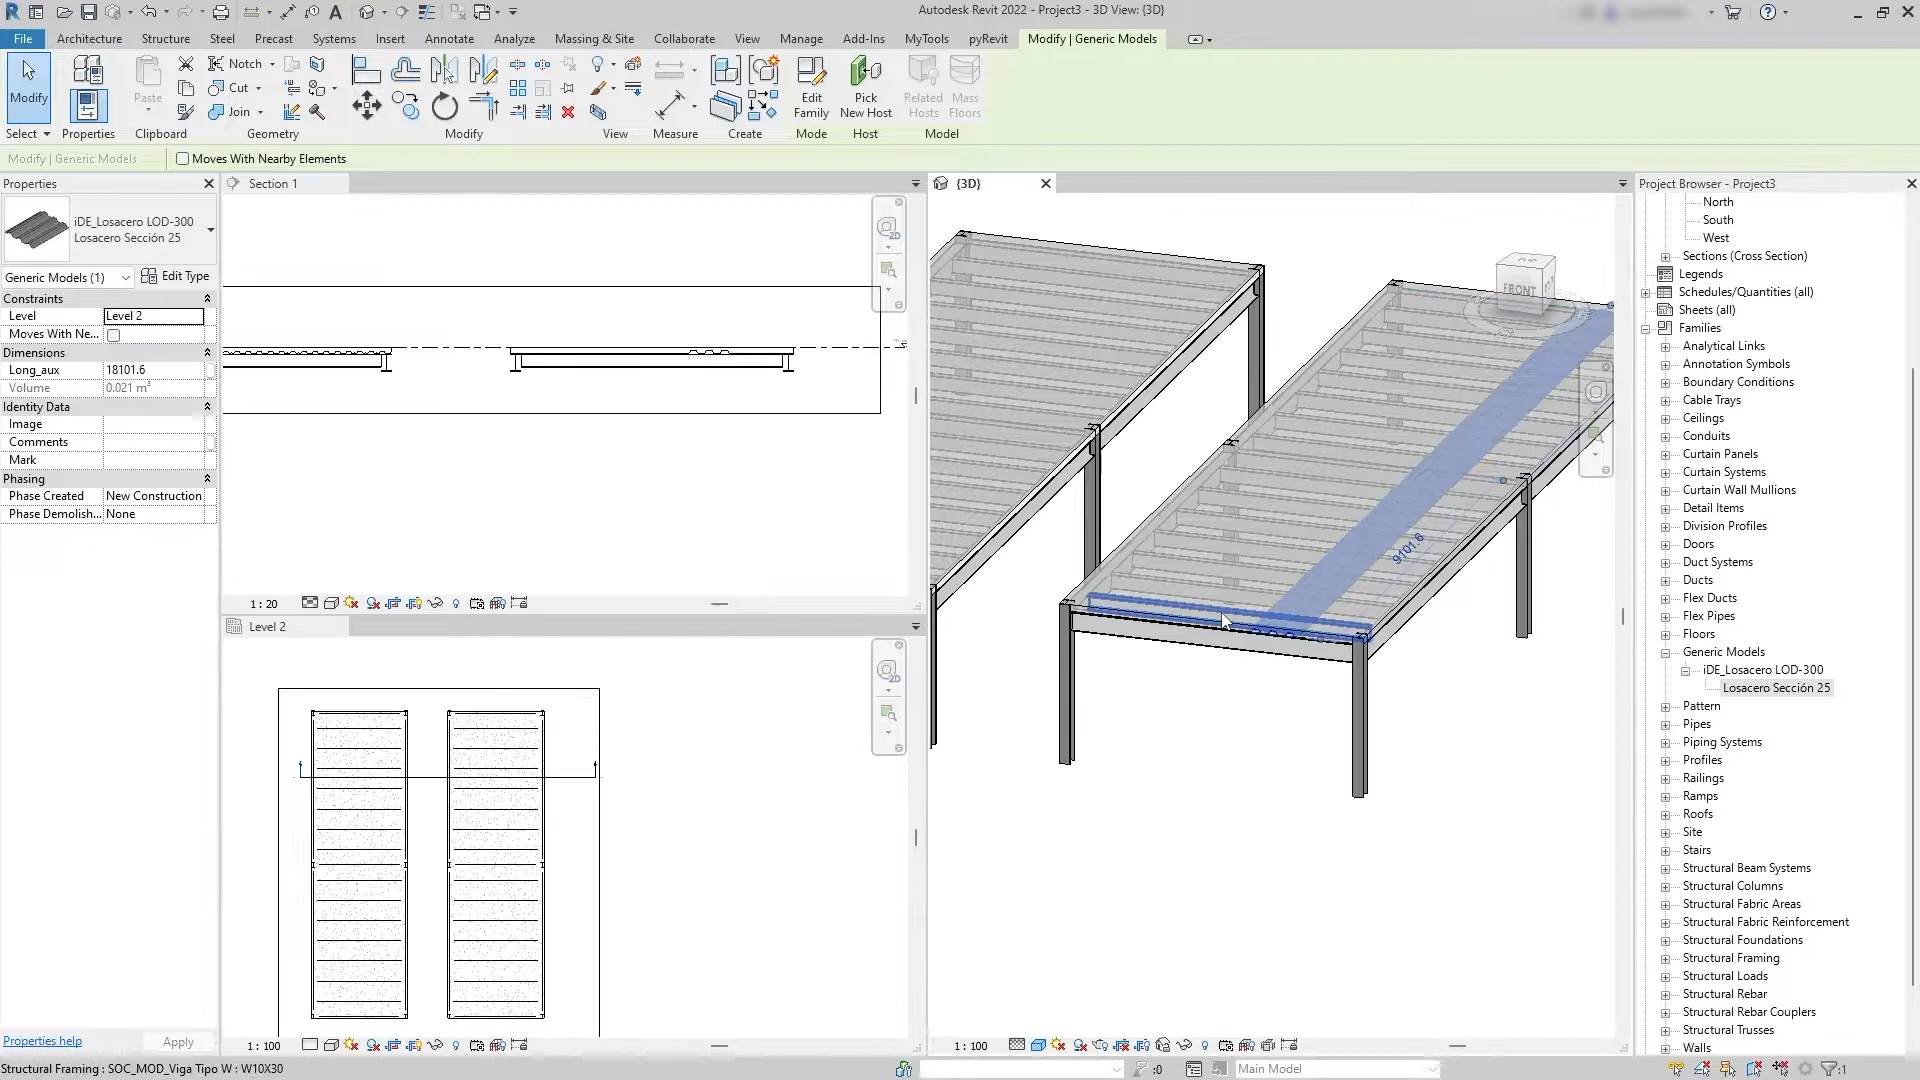 Autodesk Revit 2022 - Project3 - 3D View: {3D}
File Architecture Structure Steel Precast Systems Insert Annotate Analyze Massing & Site Collaborate View Manage Add-Ins MyTools pyRevit Modify | Generic Models
Modify Paste Notch Cut Join Edit Family Pick New Host Related Hosts Mass Floors
Select Properties Clipboard Geometry Modify View Measure Create Mode Host Model
Modify | Generic Models Moves With Nearby Elements
Properties
iDE_Losacero LOD-300
Losacero Sección 25
Generic Models (1) Edit Type
Constraints
Level Level 2
Moves With Ne...
Dimensions
Long_aux 18101.6
Volume 0.021 m³
Identity Data
Image
Comments
Mark
Phasing
Phase Created New Construction
Phase Demolish... None
Properties help Apply
Section 1
2D
1 : 20
Level 2
2D
1 : 100
{3D}
FRONT
9101.6
1 : 100
Project Browser - Project3
North
South
West
Sections (Cross Section)
Legends
Schedules/Quantities (all)
Sheets (all)
Families
Analytical Links
Annotation Symbols
Boundary Conditions
Cable Trays
Ceilings
Conduits
Curtain Panels
Curtain Systems
Curtain Wall Mullions
Detail Items
Division Profiles
Doors
Duct Systems
Ducts
Flex Ducts
Flex Pipes
Floors
Generic Models
iDE_Losacero LOD-300
Losacero Sección 25
Pattern
Pipes
Piping Systems
Profiles
Railings
Ramps
Roofs
Site
Stairs
Structural Beam Systems
Structural Columns
Structural Fabric Areas
Structural Fabric Reinforcement
Structural Foundations
Structural Framing
Structural Loads
Structural Rebar
Structural Rebar Couplers
Structural Trusses
Walls
Structural Framing : SOC_MOD_Viga Tipo W : W10X30
:0
Main Model
:1